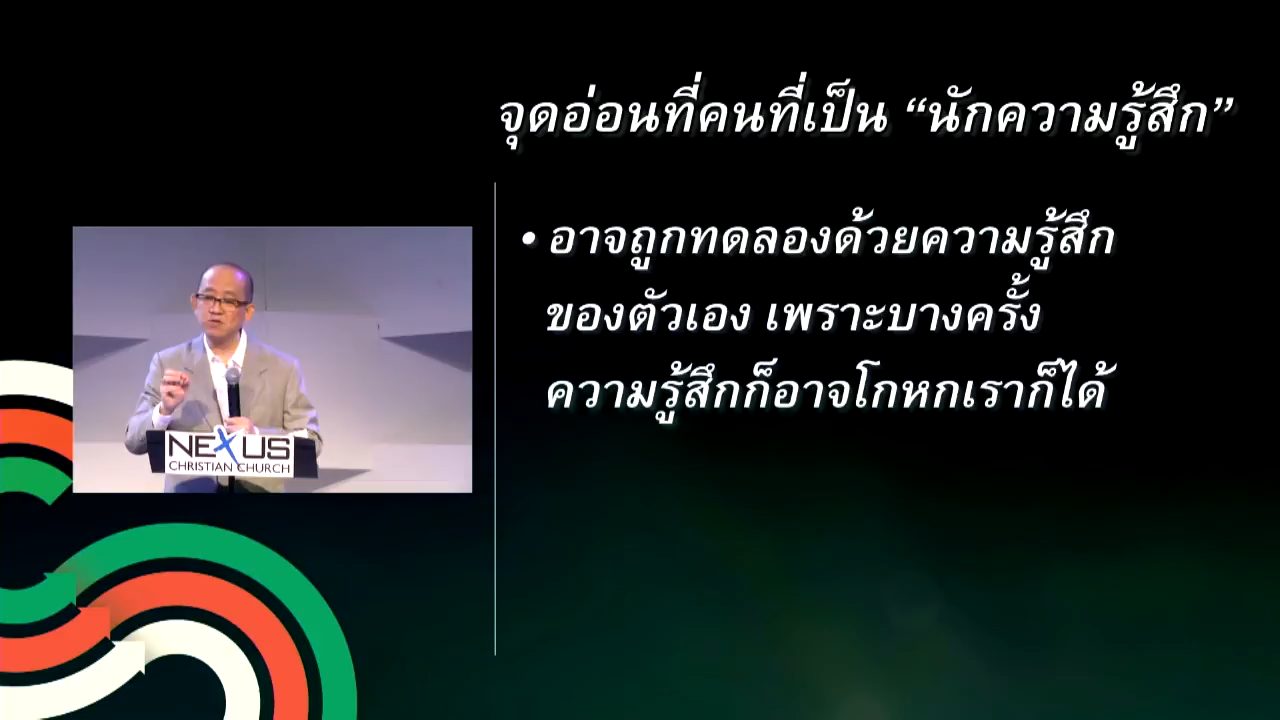 จุดอ่อนที่คนที่เป็น “นักความรู้สึก”
• อาจถูกทดลองด้วยความรู้สึก
ของตัวเอง เพราะบางครั้ง
ความรู้สึกก็อาจโกหกเราก็ได้
NEXUS
CHRISTIAN CHURCH